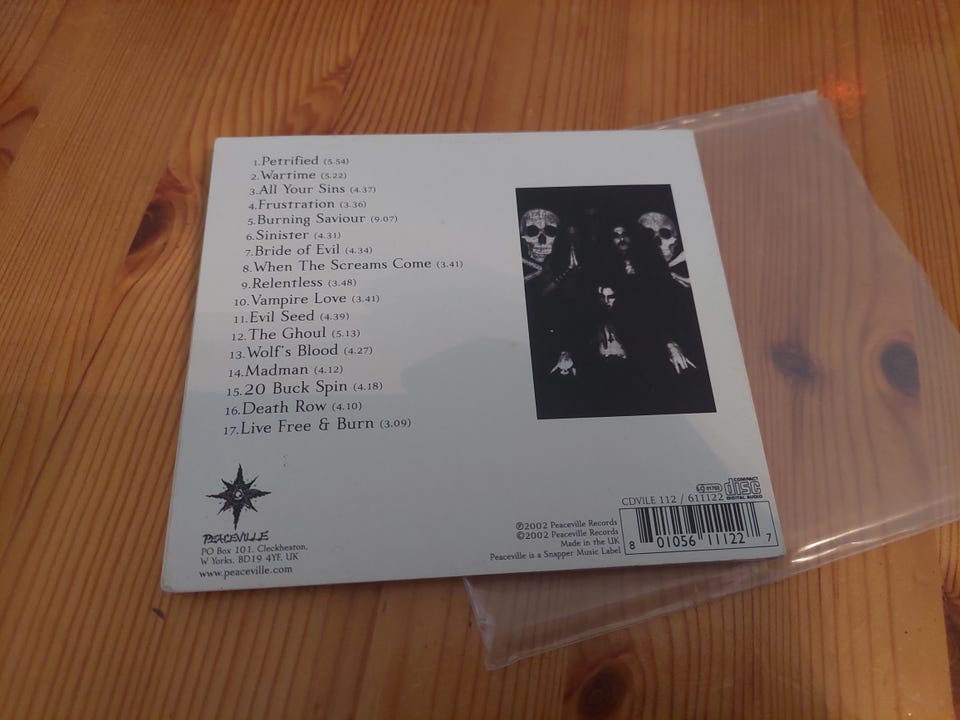 1.Petrified (5.54)
2.Wartime (5.22)
3.All Your Sins (4.37)
4.Frustration (3.36)
5.Burning Saviour (9.07)
6.Sinister (4.31)
7.Bride of Evil (4.34)
8.When The Screams Come (3.41)
9.Relentless (3.48)
10.Vampire Love (3.41)
11.Evil Seed (4.39)
12.The Ghoul (5.13)
13.Wolf's Blood (4.27)
14.Madman (4.12)
15.20 Buck Spin (4.18)
16.Death Row (4.10)
17.Live Free & Burn (3.09)
PEACEVILLE
PO Box 101, Cleckheaton,
W Yorks. BD19 4YF, UK
www.peaceville.com
℗2002 Peaceville Records
©2002 Peaceville Records
Made in the UK
Peaceville is a Snapper Music Label
CDVILE 112 / 611122
COMPACT
disc
DIGITAL AUDIO
8 01056 11122 7